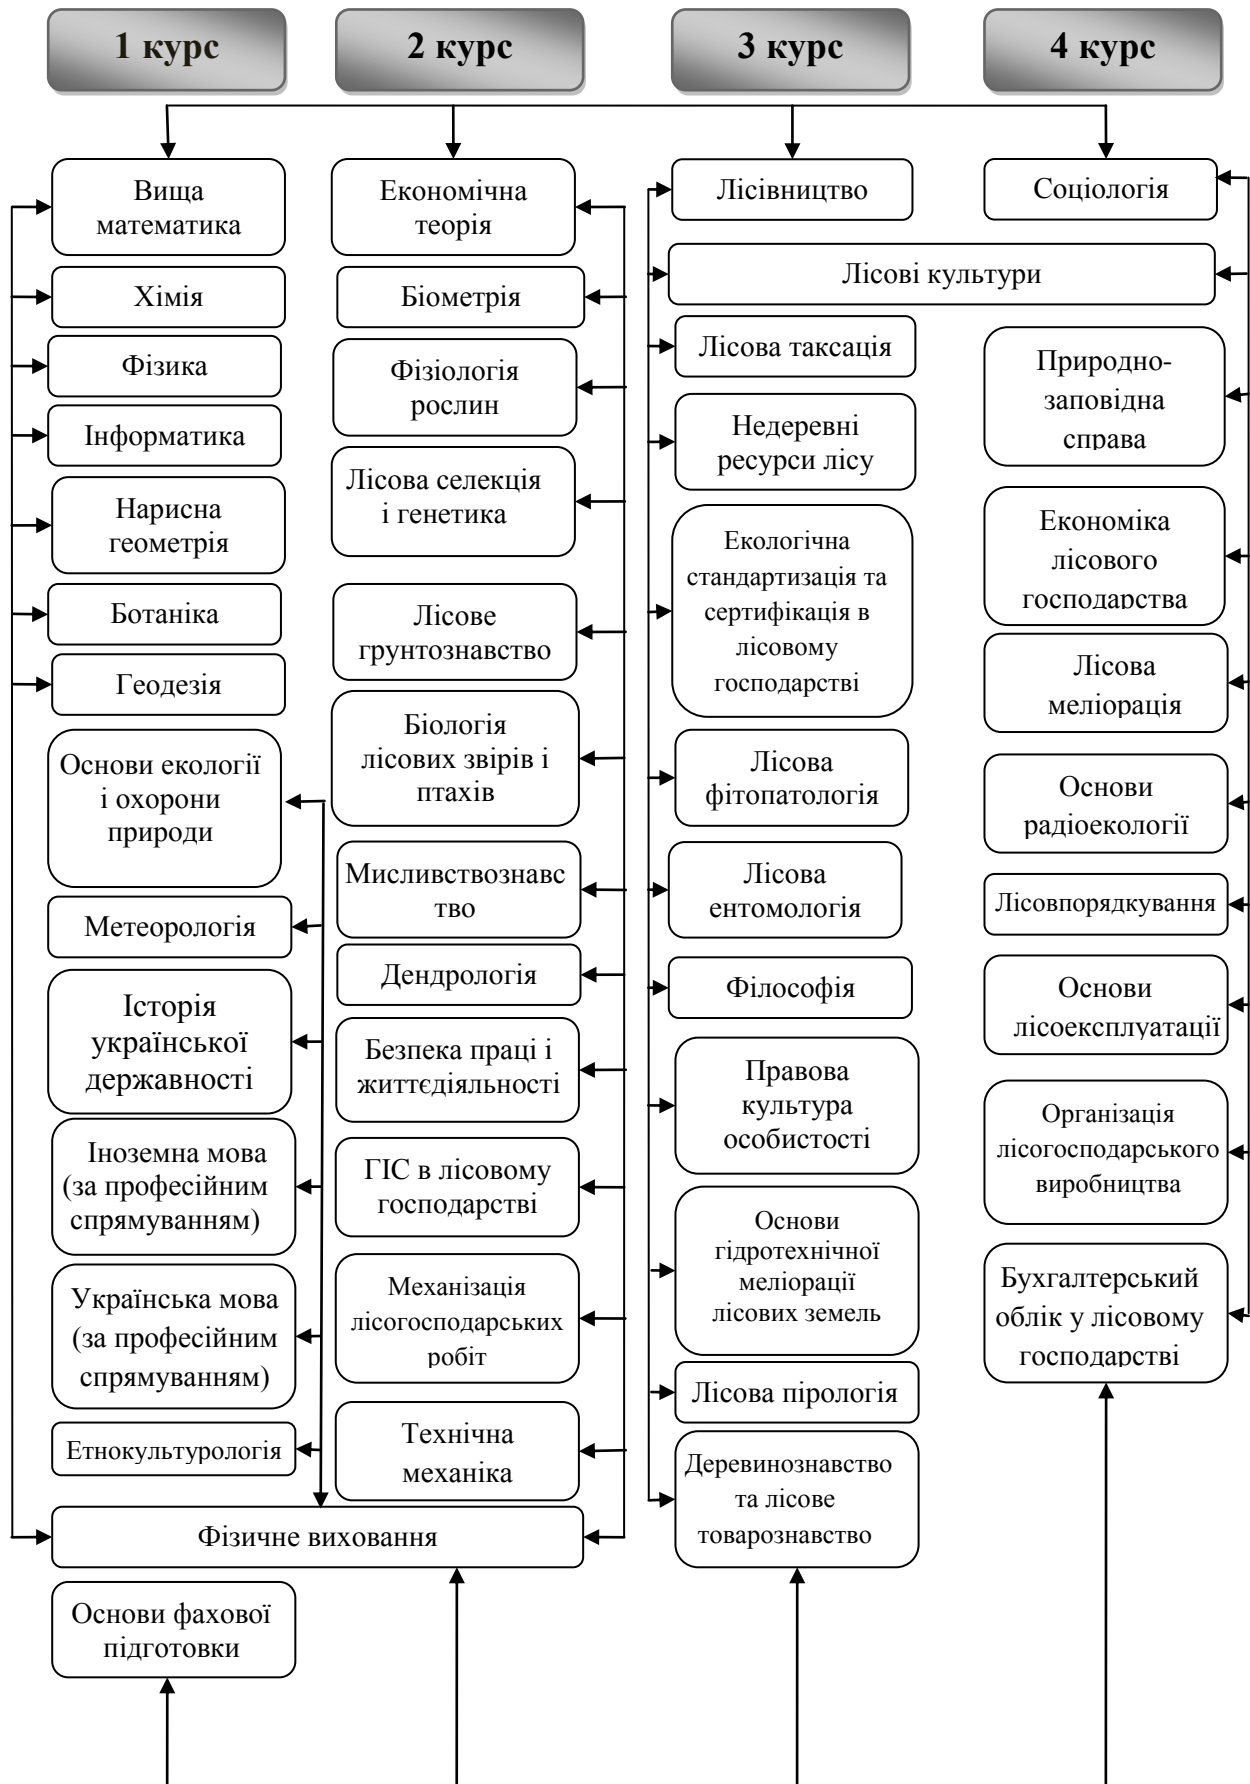 1 курс
2 курс
3 курс
4 курс
Вища
математика
Хімія
Фізика
Інформатика
Нарисна
геометрія
Ботаніка
Геодезія
Основи екології
і охорони
природи
Метеорологія
Історія
української
державності
Іноземна мова
(за професійним
спрямуванням)
Українська мова
(за професійним
спрямуванням)
Етнокультурологія
Фізичне виховання
Основи фахової
підготовки
Економічна
теорія
Біометрія
Фізіологія
рослин
Лісова селекція
і генетика
Лісове
грунтознавство
Біологія
лісових звірів і
птахів
Мисливствознавс
тво
Дендрологія
Безпека праці і
життєдіяльності
ГІС в лісовому
господарстві
Механізація
лісогосподарських
робіт
Технічна
механіка
Лісівництво
Лісові культури
Лісова таксація
Недеревні
ресурси лісу
Екологічна
стандартизація та
сертифікація в
лісовому
господарстві
Лісова
фітопатологія
Лісова
ентомологія
Філософія
Правова
культура
особистості
Основи
гідротехнічної
меліорації
лісових земель
Лісова пірологія
Деревинознавство
та лісове
товарознавство
Соціологія
Природно-
заповідна
справа
Економіка
лісового
господарства
Лісова
меліорація
Основи
радіоекології
Лісовпорядкування
Основи
лісоексплуатації
Організація
лісогосподарського
виробництва
Бухгалтерський
облік у лісовому
господарстві